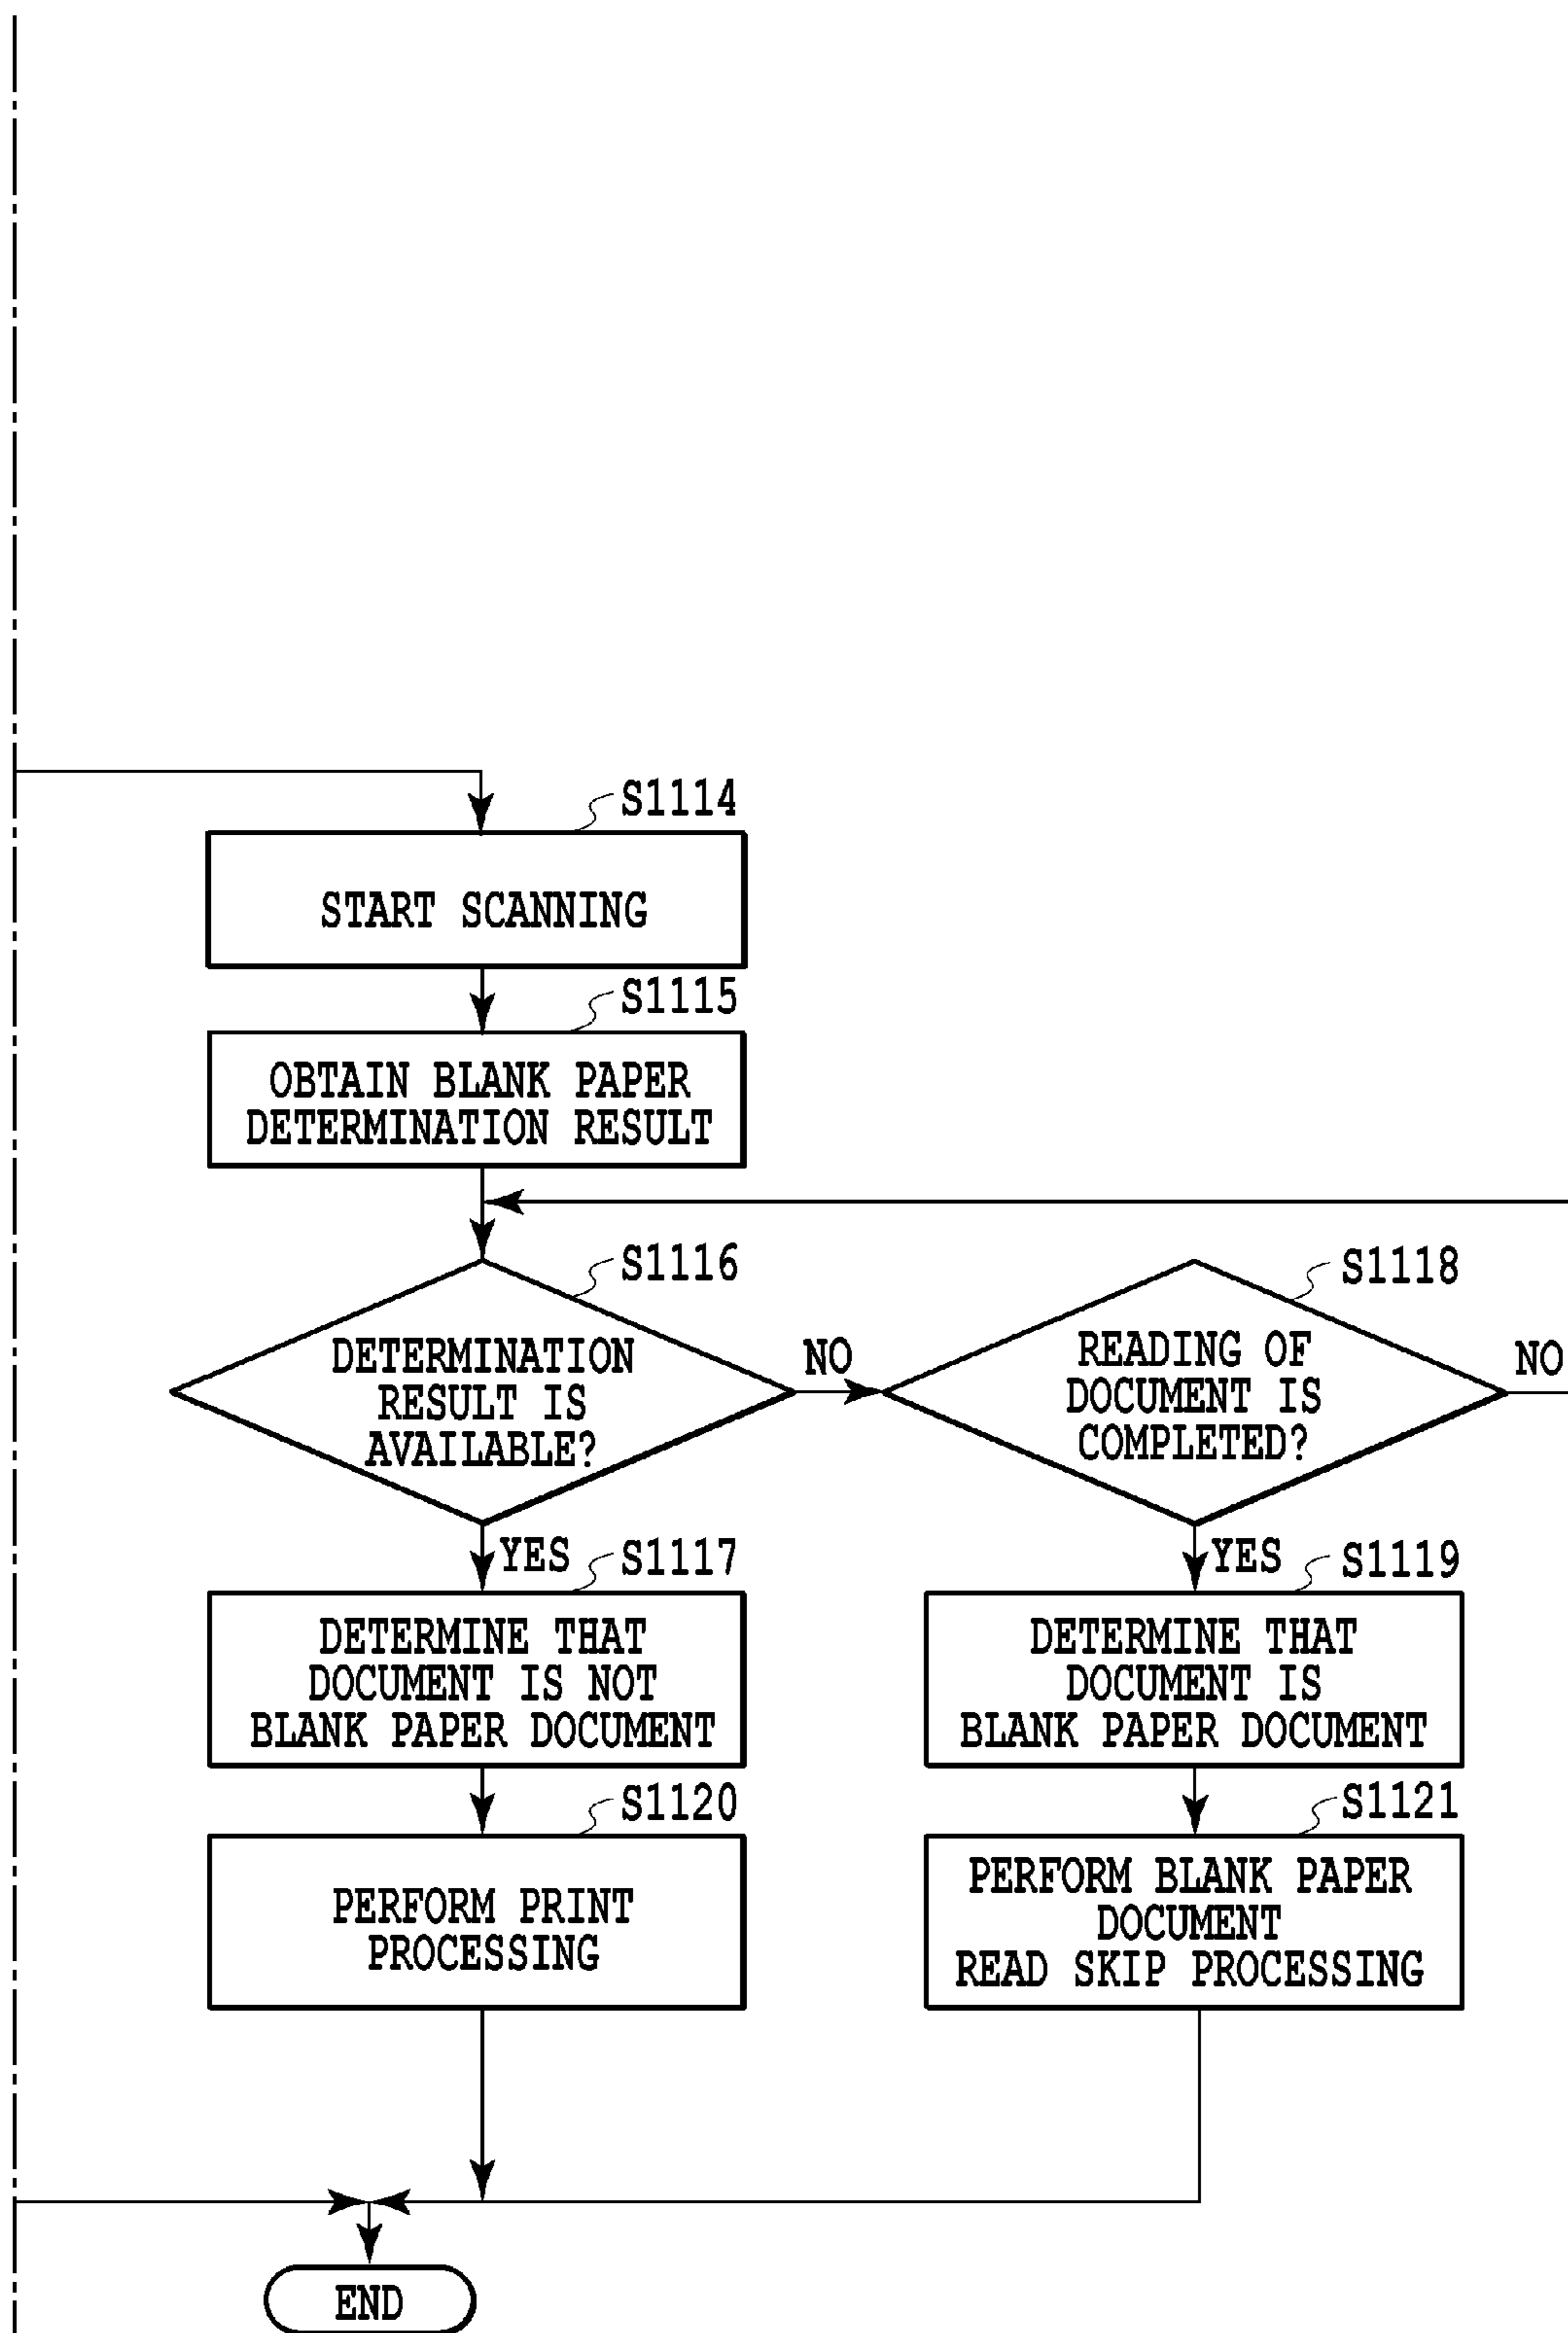 S1114
START SCANNING
S1115
OBTAIN BLANK PAPER
DETERMINATION RESULT
S1116
DETERMINATION
RESULT IS
AVAILABLE?
NO
S1118
READING OF
DOCUMENT IS
COMPLETED?
NO
YES
S1117
DETERMINE THAT
DOCUMENT IS NOT
BLANK PAPER DOCUMENT
YES
S1119
DETERMINE THAT
DOCUMENT IS
BLANK PAPER DOCUMENT
S1120
PERFORM PRINT
PROCESSING
S1121
PERFORM BLANK PAPER
DOCUMENT
READ SKIP PROCESSING
END